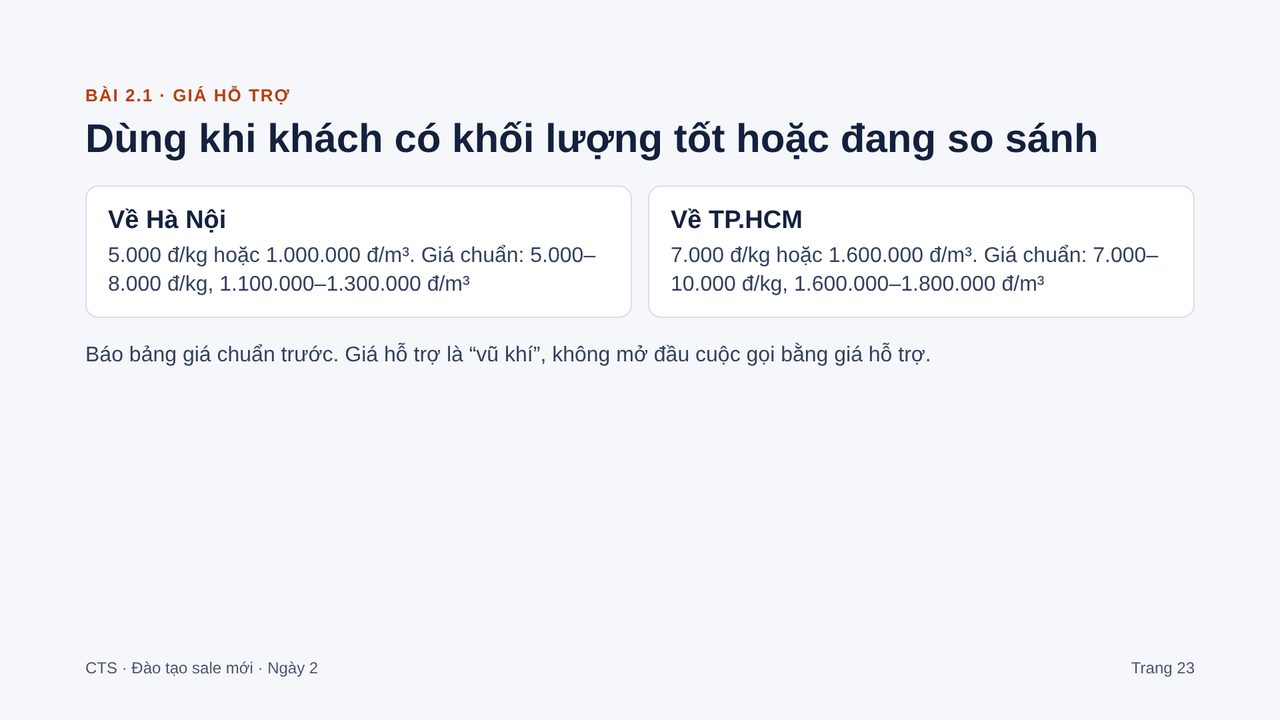 BÀI 2.1 · GIÁ HỖ TRỢ
Dùng khi khách có khối lượng tốt hoặc đang so sánh
Về Hà Nội
5.000 đ/kg hoặc 1.000.000 đ/m³. Giá chuẩn: 5.000–
8.000 đ/kg, 1.100.000–1.300.000 đ/m³
Về TP.HCM
7.000 đ/kg hoặc 1.600.000 đ/m³. Giá chuẩn: 7.000–
10.000 đ/kg, 1.600.000–1.800.000 đ/m³
Báo bảng giá chuẩn trước. Giá hỗ trợ là “vũ khí”, không mở đầu cuộc gọi bằng giá hỗ trợ.
CTS · Đào tạo sale mới · Ngày 2
Trang 23